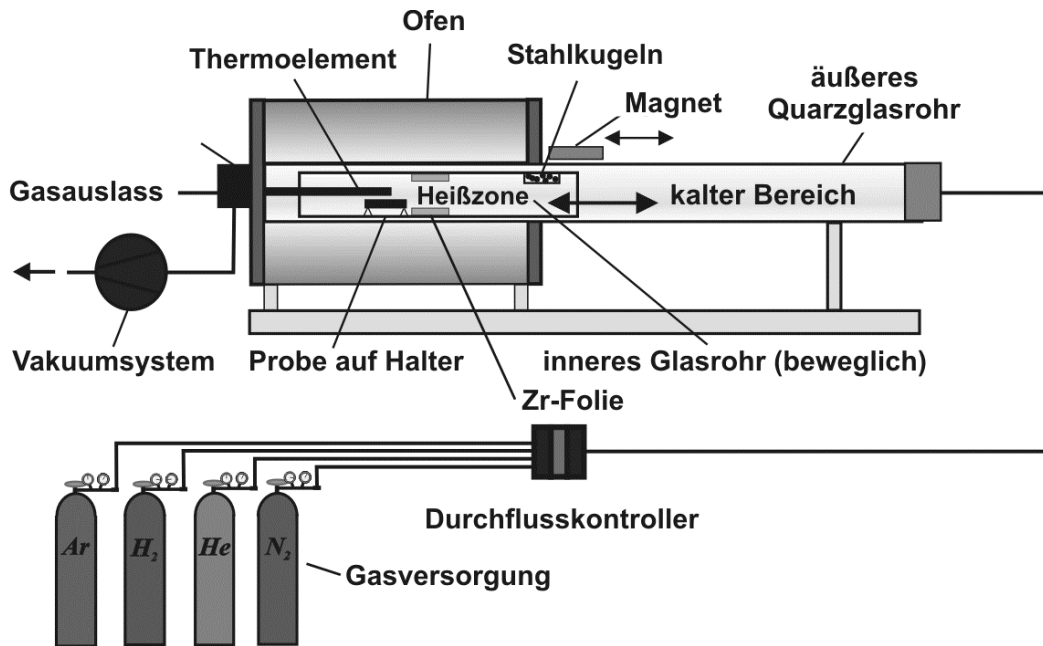 Ofen
Thermoelement
Stahlkugeln
Magnet
äußeres
Quarzglasrohr
Gasauslass
Heißzone
kalter Bereich
Vakuumsystem
Probe auf Halter
inneres Glasrohr (beweglich)
Zr-Folie
Durchflusskontroller
Ar
H₂
He
N₂
Gasversorgung